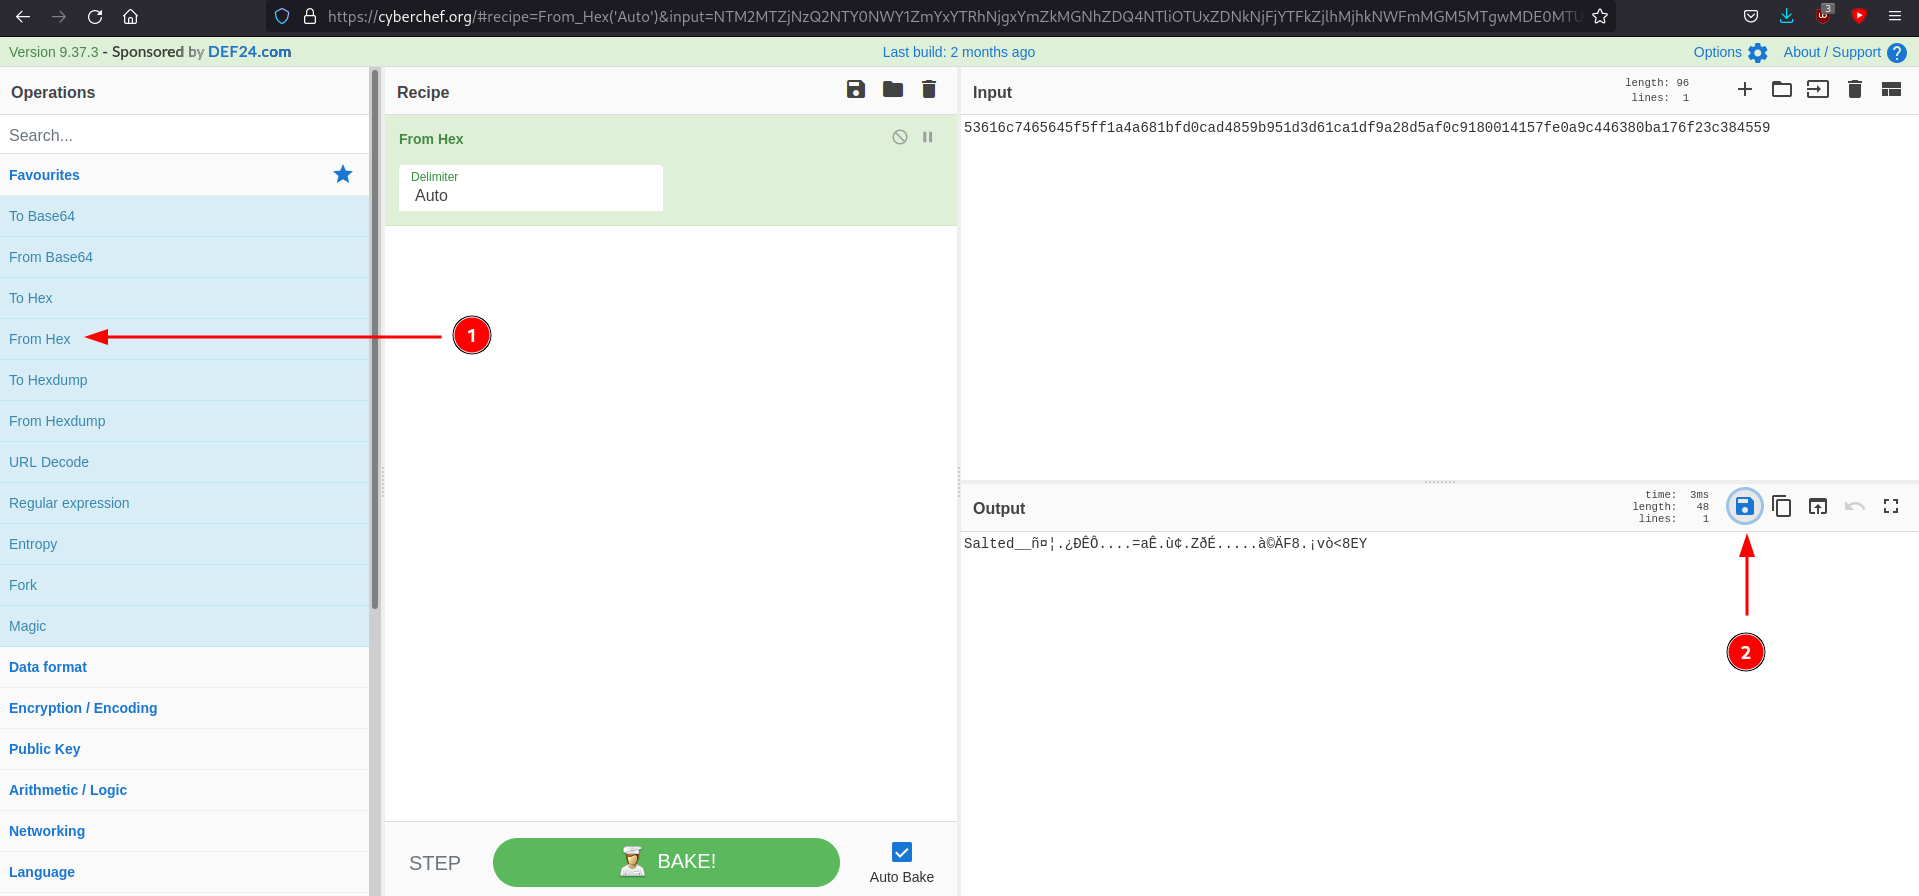 https://cyberchef.org/#recipe=From_Hex('Auto')&input=NTM2MTZjNzQ2NTY0NWY1ZmYxYTRhNjgxYmZkMGNhZDQ4NTliOTUxZDNkNjFjYTFkZjlhMjhkNWFmMGM5MTgwMDE0MTU
3
Version 9.37.3 - Sponsored by DEF24.com
Last build: 2 months ago
Options
About / Support
Operations
Search...
Favourites
To Base64
From Base64
To Hex
From Hex
To Hexdump
From Hexdump
URL Decode
Regular expression
Entropy
Fork
Magic
Data format
Encryption / Encoding
Public Key
Arithmetic / Logic
Networking
Language
1
Recipe
From Hex
Delimiter
Auto
STEP
BAKE!
Auto Bake
Input
length: 96
lines: 1
53616c7465645f5ff1a4a681bfd0cad4859b951d3d61ca1df9a28d5af0c9180014157fe0a9c446380ba176f23c384559
Output
time: 3ms
length: 48
lines: 1
Salted__ñ¤¦.¿ÐÊÔ....=aÊ.ù¢.ZðÉ.....à©ÄF8.¡vò<8EY
2